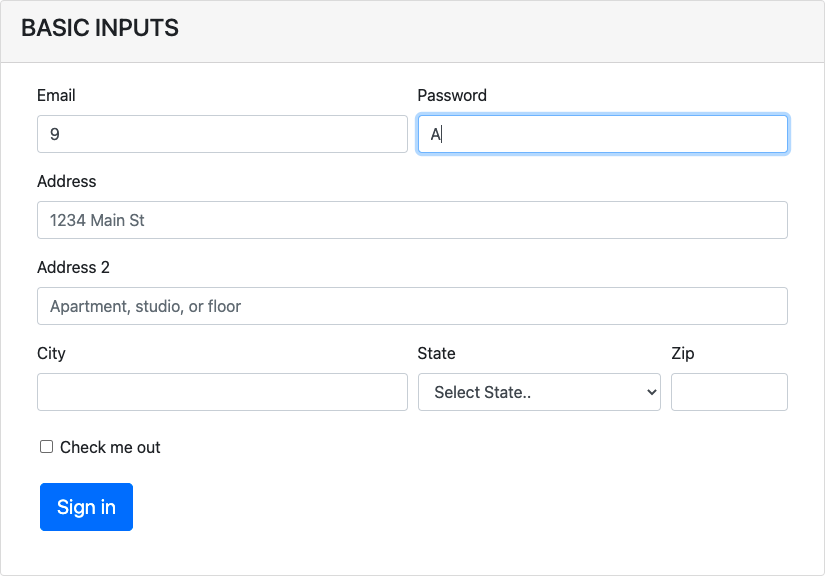 BASIC INPUTS
Email Password
9 A
Address
1234 Main St
Address 2
Apartment, studio, or floor
City State Zip
Select State..
Check me out
Sign in